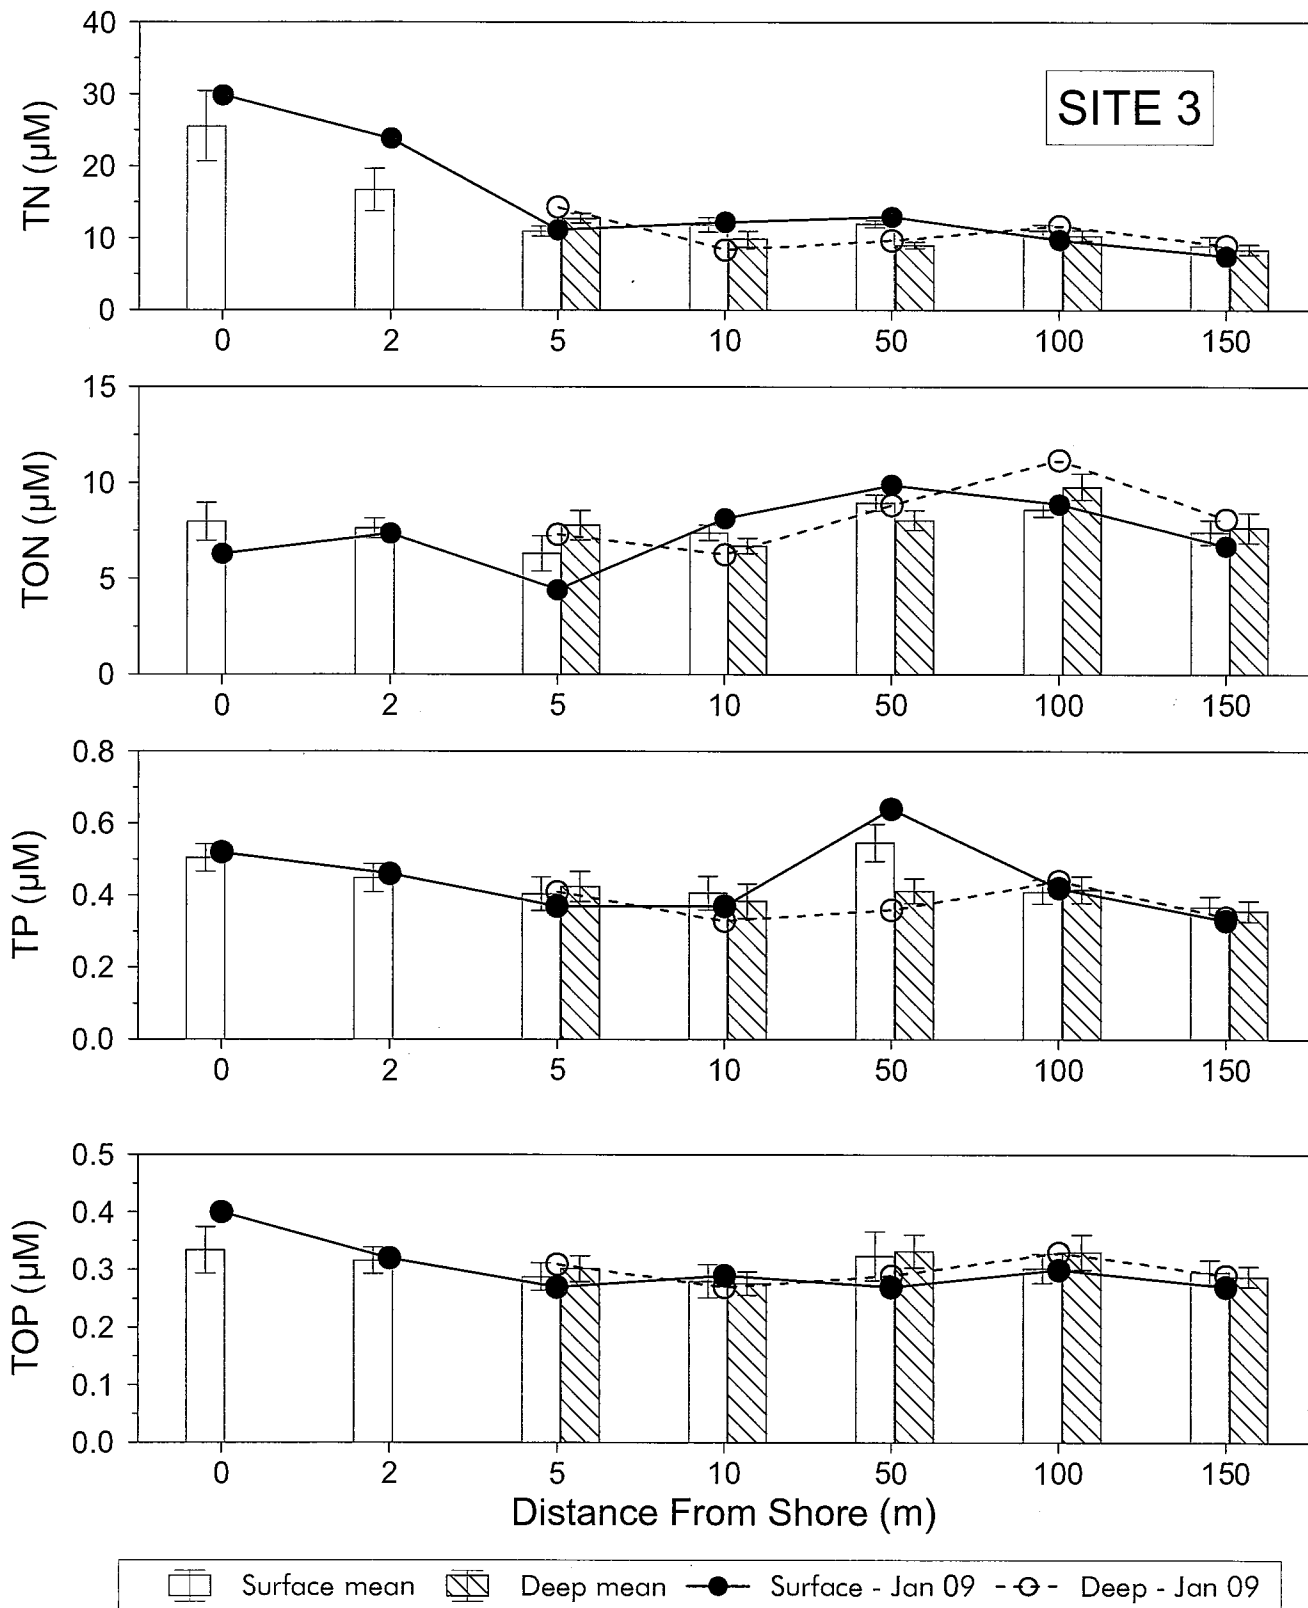 SITE 3
TN (µM)
40
30
20
10
0
0 2 5 10 50 100 150
TON (µM)
15
10
5
0
0 2 5 10 50 100 150
TP (µM)
0.8
0.6
0.4
0.2
0.0
0 2 5 10 50 100 150
TOP (µM)
0.5
0.4
0.3
0.2
0.1
0.0
0 2 5 10 50 100 150
Distance From Shore (m)
Surface mean Deep mean Surface - Jan 09 Deep - Jan 09